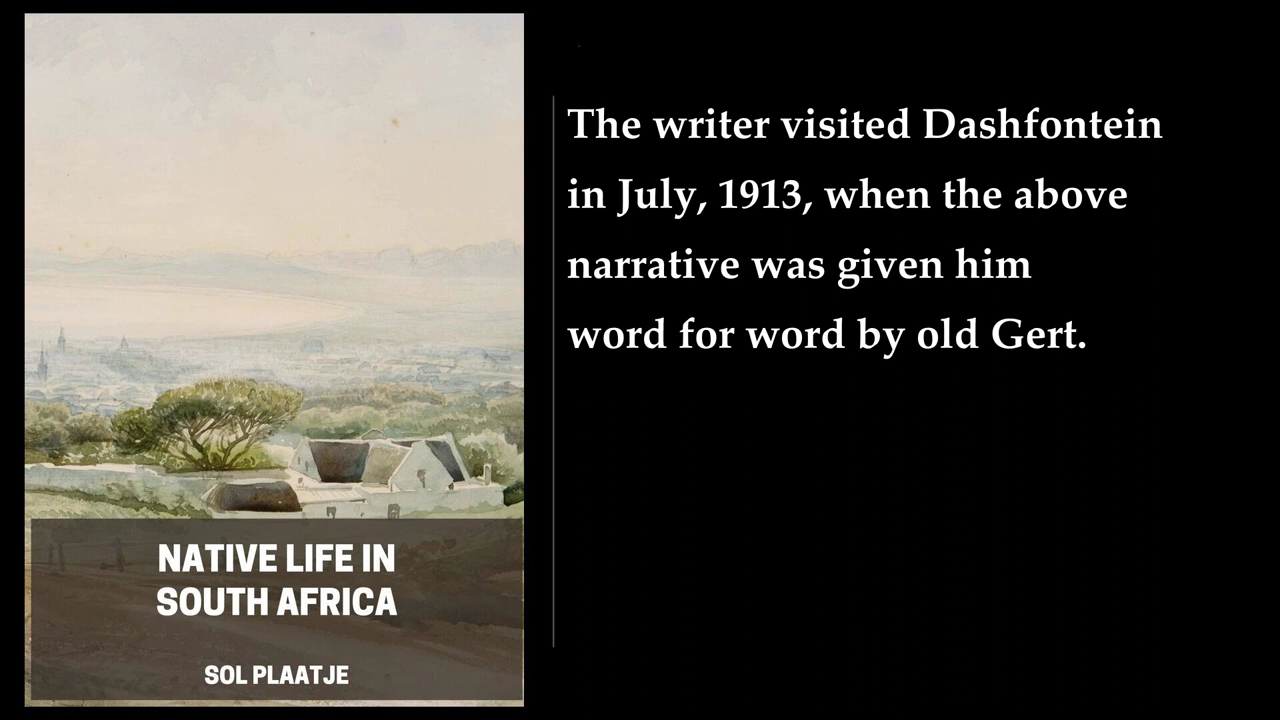 The writer visited Dashfontein
in July, 1913, when the above
narrative was given him
word for word by old Gert.
NATIVE LIFE IN
SOUTH AFRICA
SOL PLAATJE